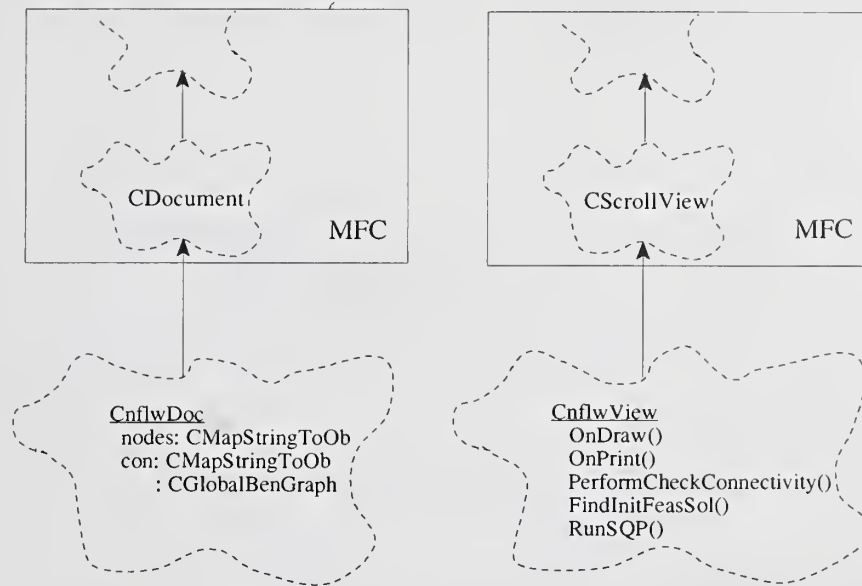 CDocument
MFC
CnflwDoc
nodes: CMapStringToOb
con: CMapStringToOb
: CGlobalBenGraph
CScrollView
MFC
CnflwView
OnDraw()
OnPrint()
PerformCheckConnectivity()
FindInitFeasSol()
RunSQP()